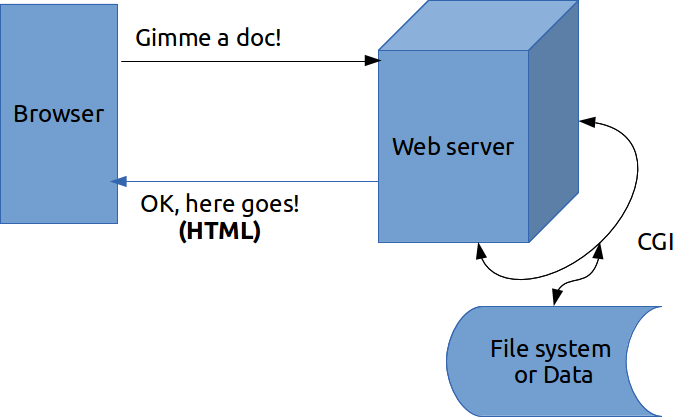 Gimme a doc!
Browser
Web server
OK, here goes!
(HTML)
CGI
File system
or Data